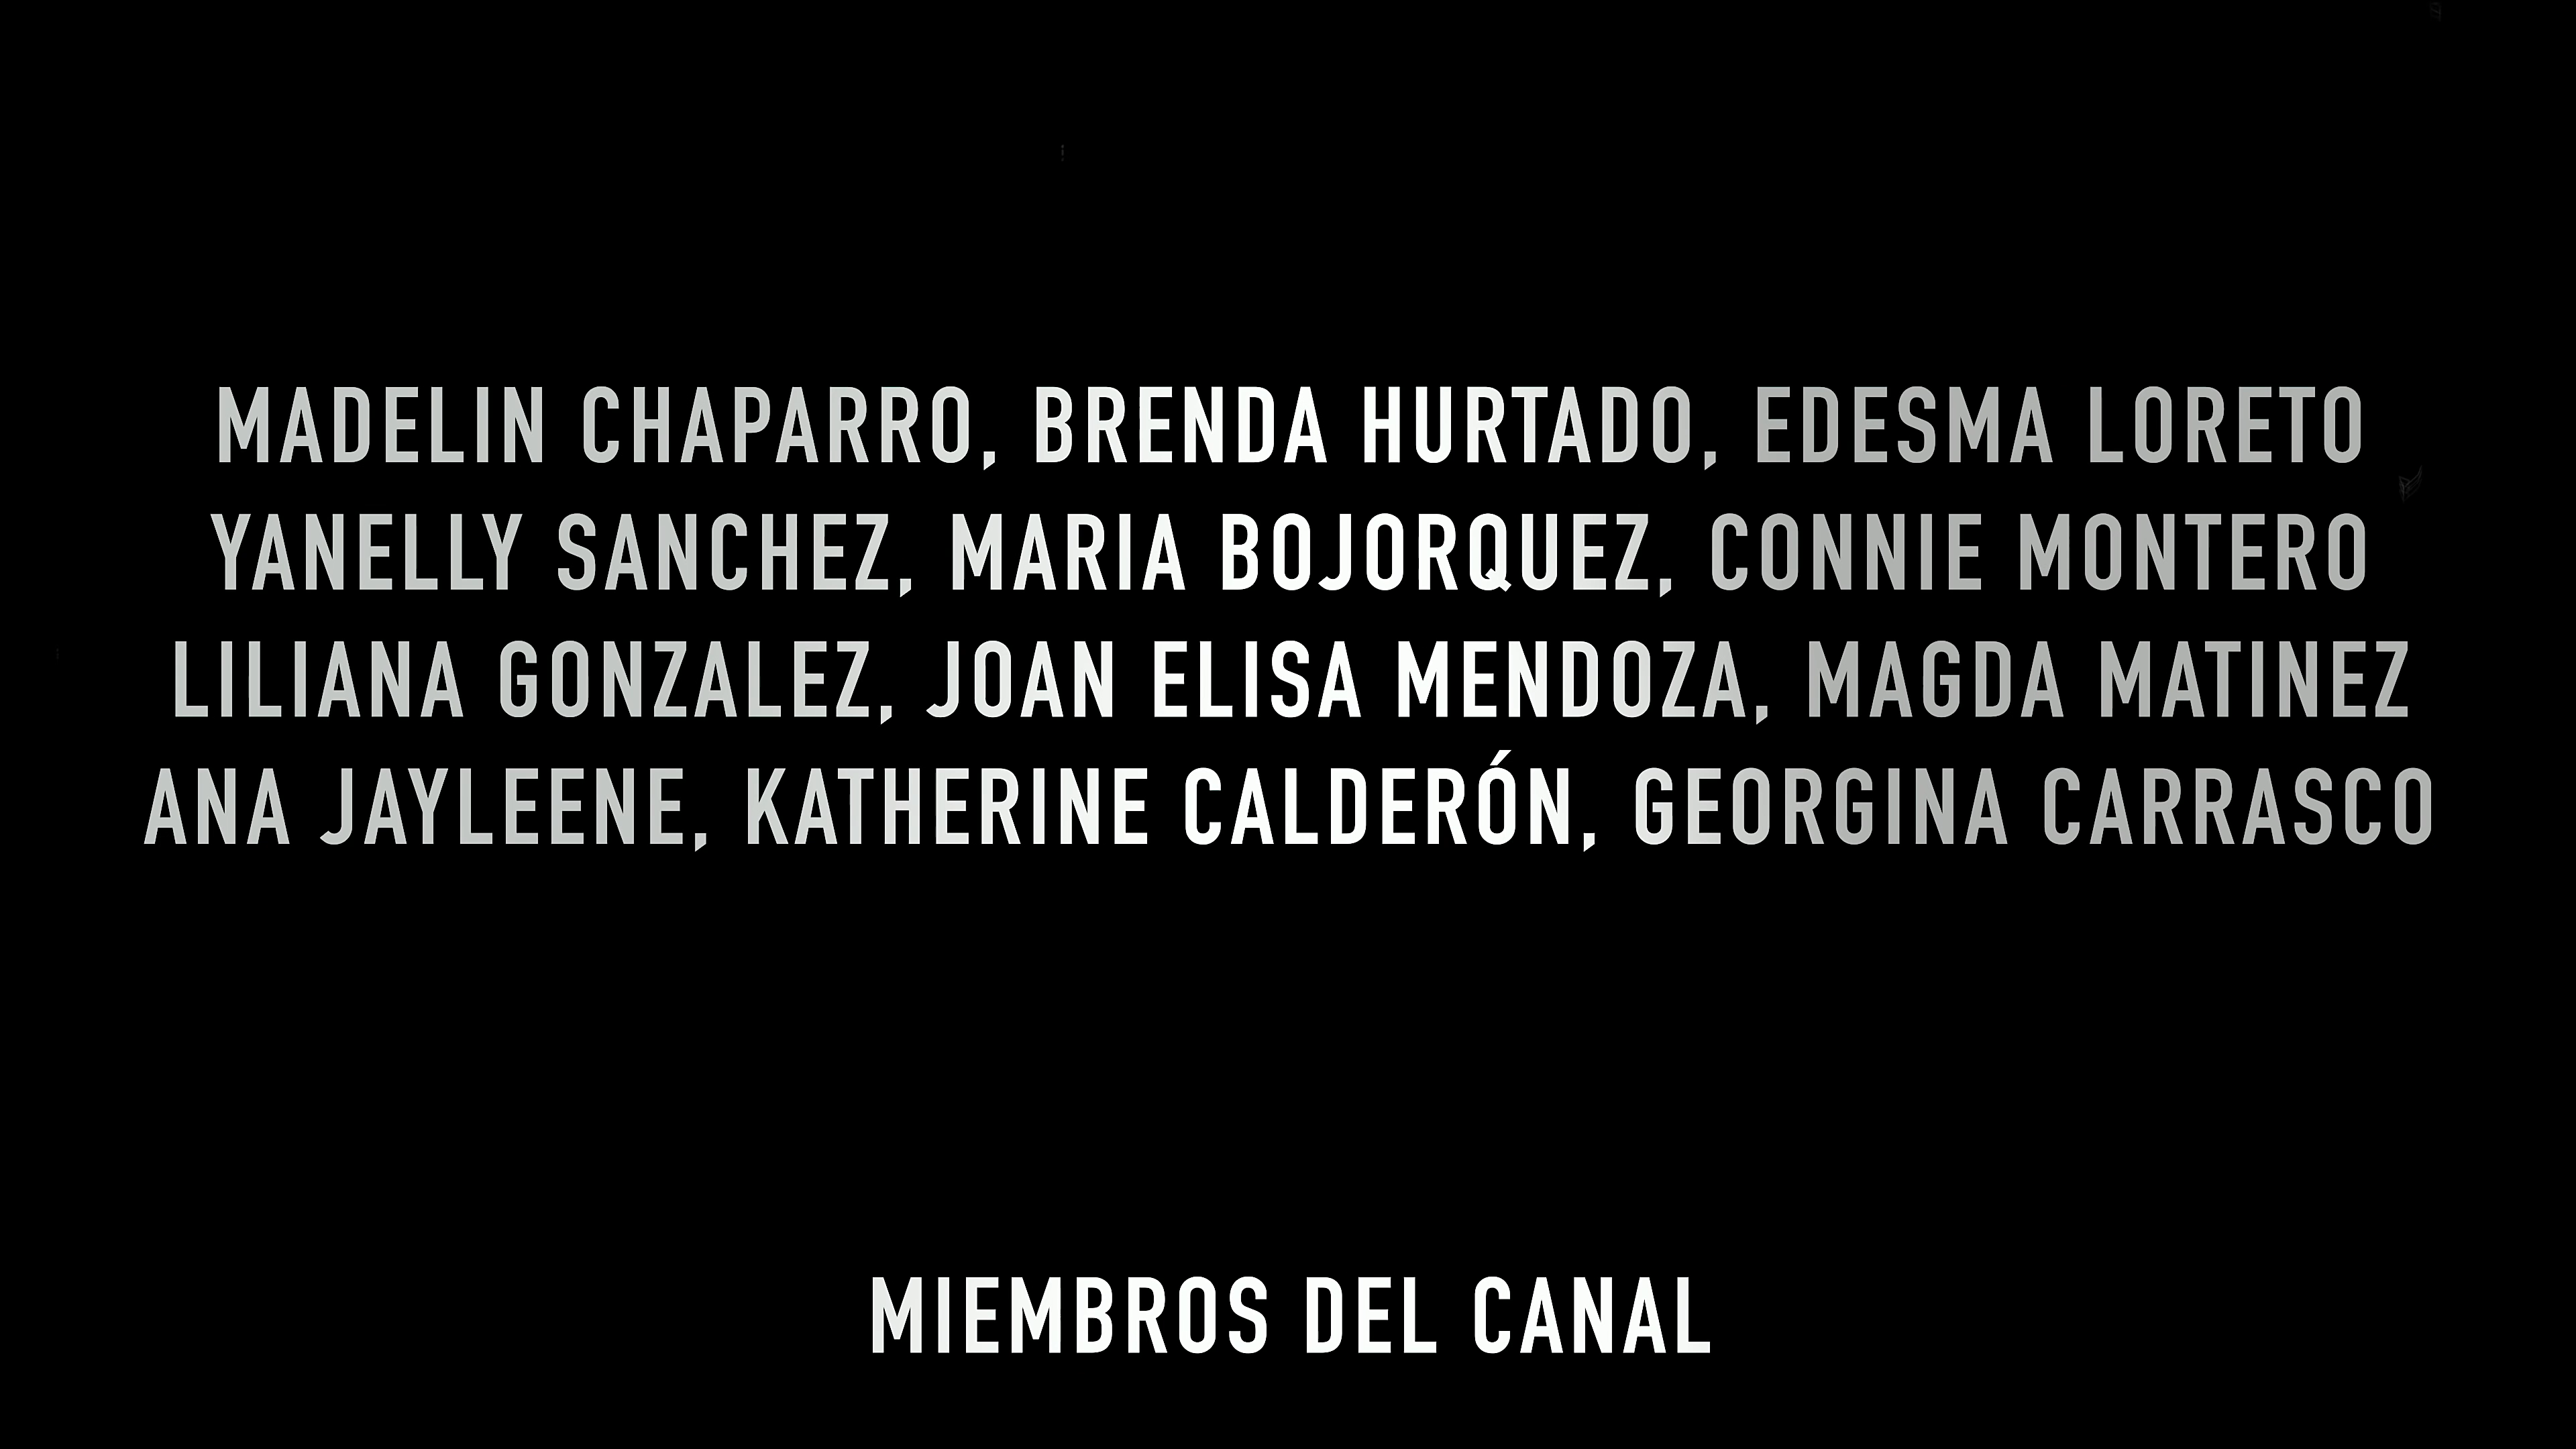 MADELIN CHAPARRO, BRENDA HURTADO, EDESMA LORETO
YANELLY SANCHEZ, MARIA BOJORQUEZ, CONNIE MONTERO
LILIANA GONZALEZ, JOAN ELISA MENDOZA, MAGDA MATINEZ
ANA JAYLEENE, KATHERINE CALDERÓN, GEORGINA CARRASCO
MIEMBROS DEL CANAL